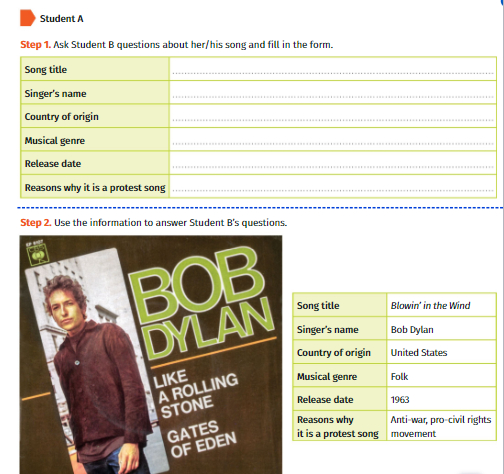 Student A
Step 1. Ask Student B questions about her/his song and fill in the form.
Song title
Singer's name
Country of origin
Musical genre
Release date
Reasons why it is a protest song
Step 2. Use the information to answer Student B's questions.
BOB
DYLAN
LIKE
A ROLLING
STONE
GATES
OF EDEN
Song title Blowin' in the Wind
Singer's name Bob Dylan
Country of origin United States
Musical genre Folk
Release date 1963
Reasons why Anti-war, pro-civil rights
it is a protest song movement